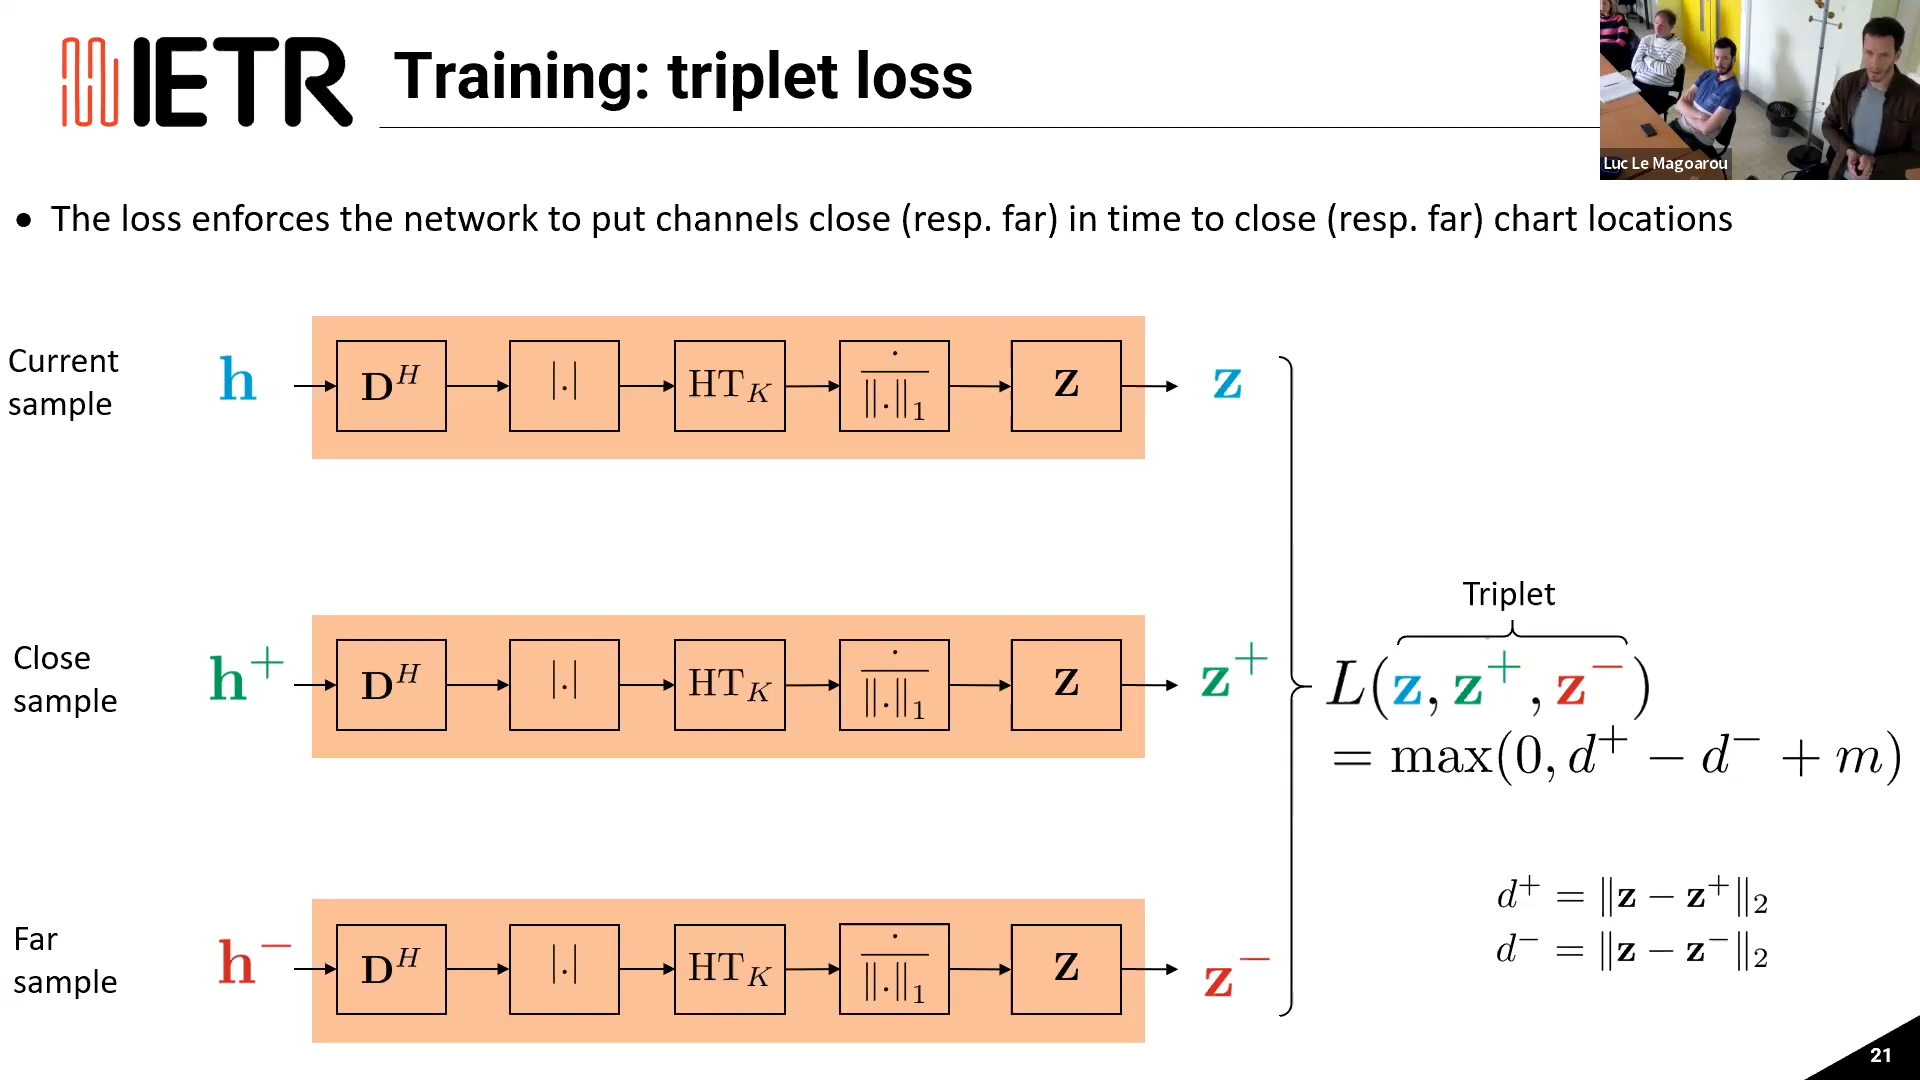 IETR
Training: triplet loss
Luc Le Magoarou
• The loss enforces the network to put channels close (resp. far) in time to close (resp. far) chart locations
Current
sample
h
D^H
|.|
HT_K
. / ‖.‖_1
Z
z
Close
sample
h^+
D^H
|.|
HT_K
. / ‖.‖_1
Z
z^+
Far
sample
h^−
D^H
|.|
HT_K
. / ‖.‖_1
Z
z^−
Triplet
L(z, z^+, z^−)
= max(0, d^+ − d^− + m)
d^+ = ‖z − z^+‖_2
d^− = ‖z − z^−‖_2
21